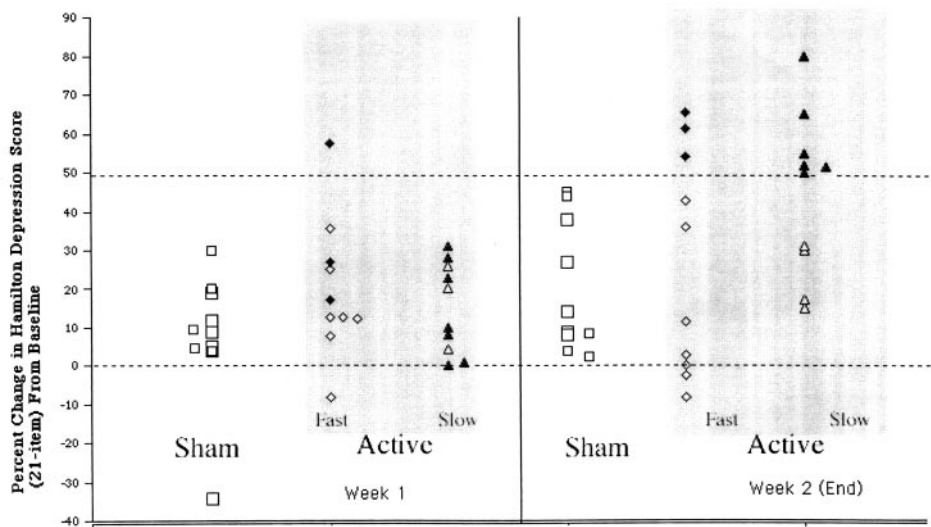 Percent Change in Hamilton Depression Score
(21-item) From Baseline
90
80
70
60
50
40
30
20
10
0
-10
-20
-30
-40
Fast
Slow
Sham
Active
Week 1
Fast
Slow
Sham
Active
Week 2 (End)